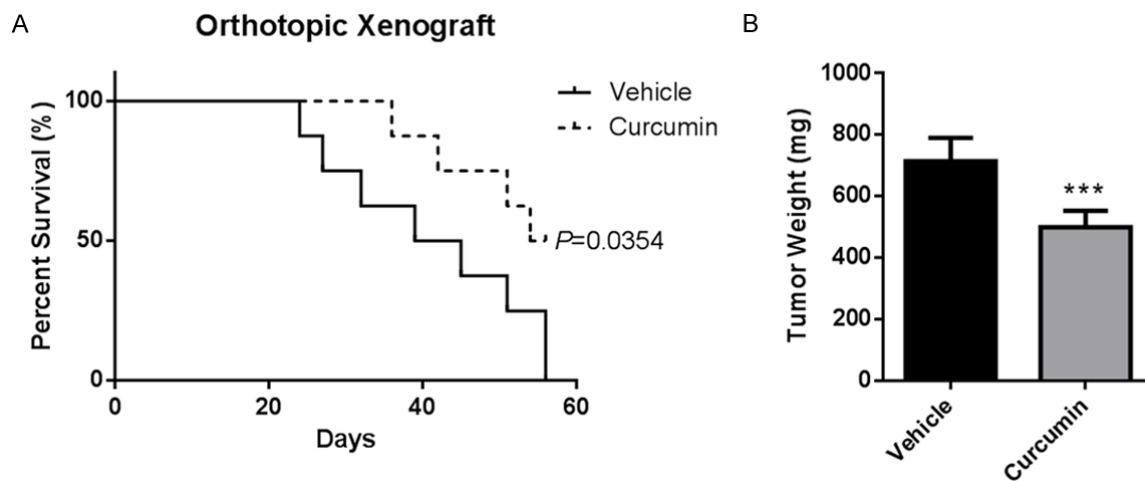 A
Orthotopic Xenograft
Percent Survival (%)
100
50
0
0
20
40
60
Days
Vehicle
Curcumin
P=0.0354
B
Tumor Weight (mg)
1000
800
600
400
200
0
***
Vehicle
Curcumin